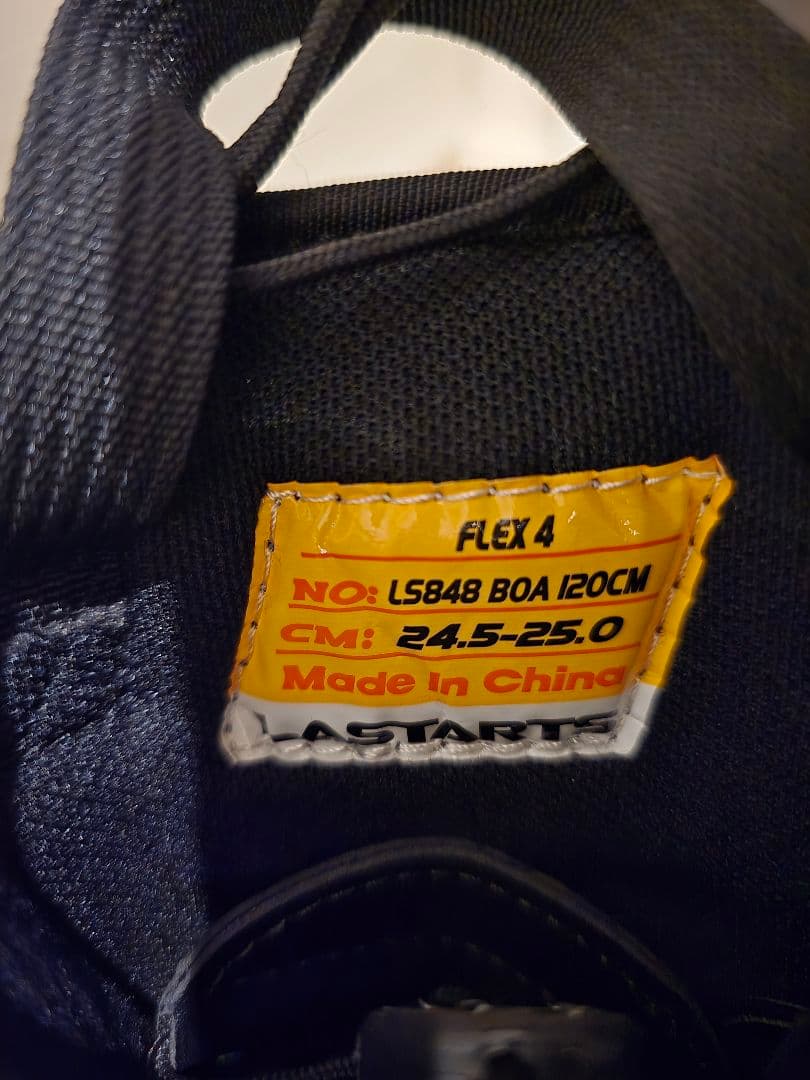 FLEX 4
NO: LS848 BOA 120CM
CM: 24.5-25.0
Made In China
LASTARTS